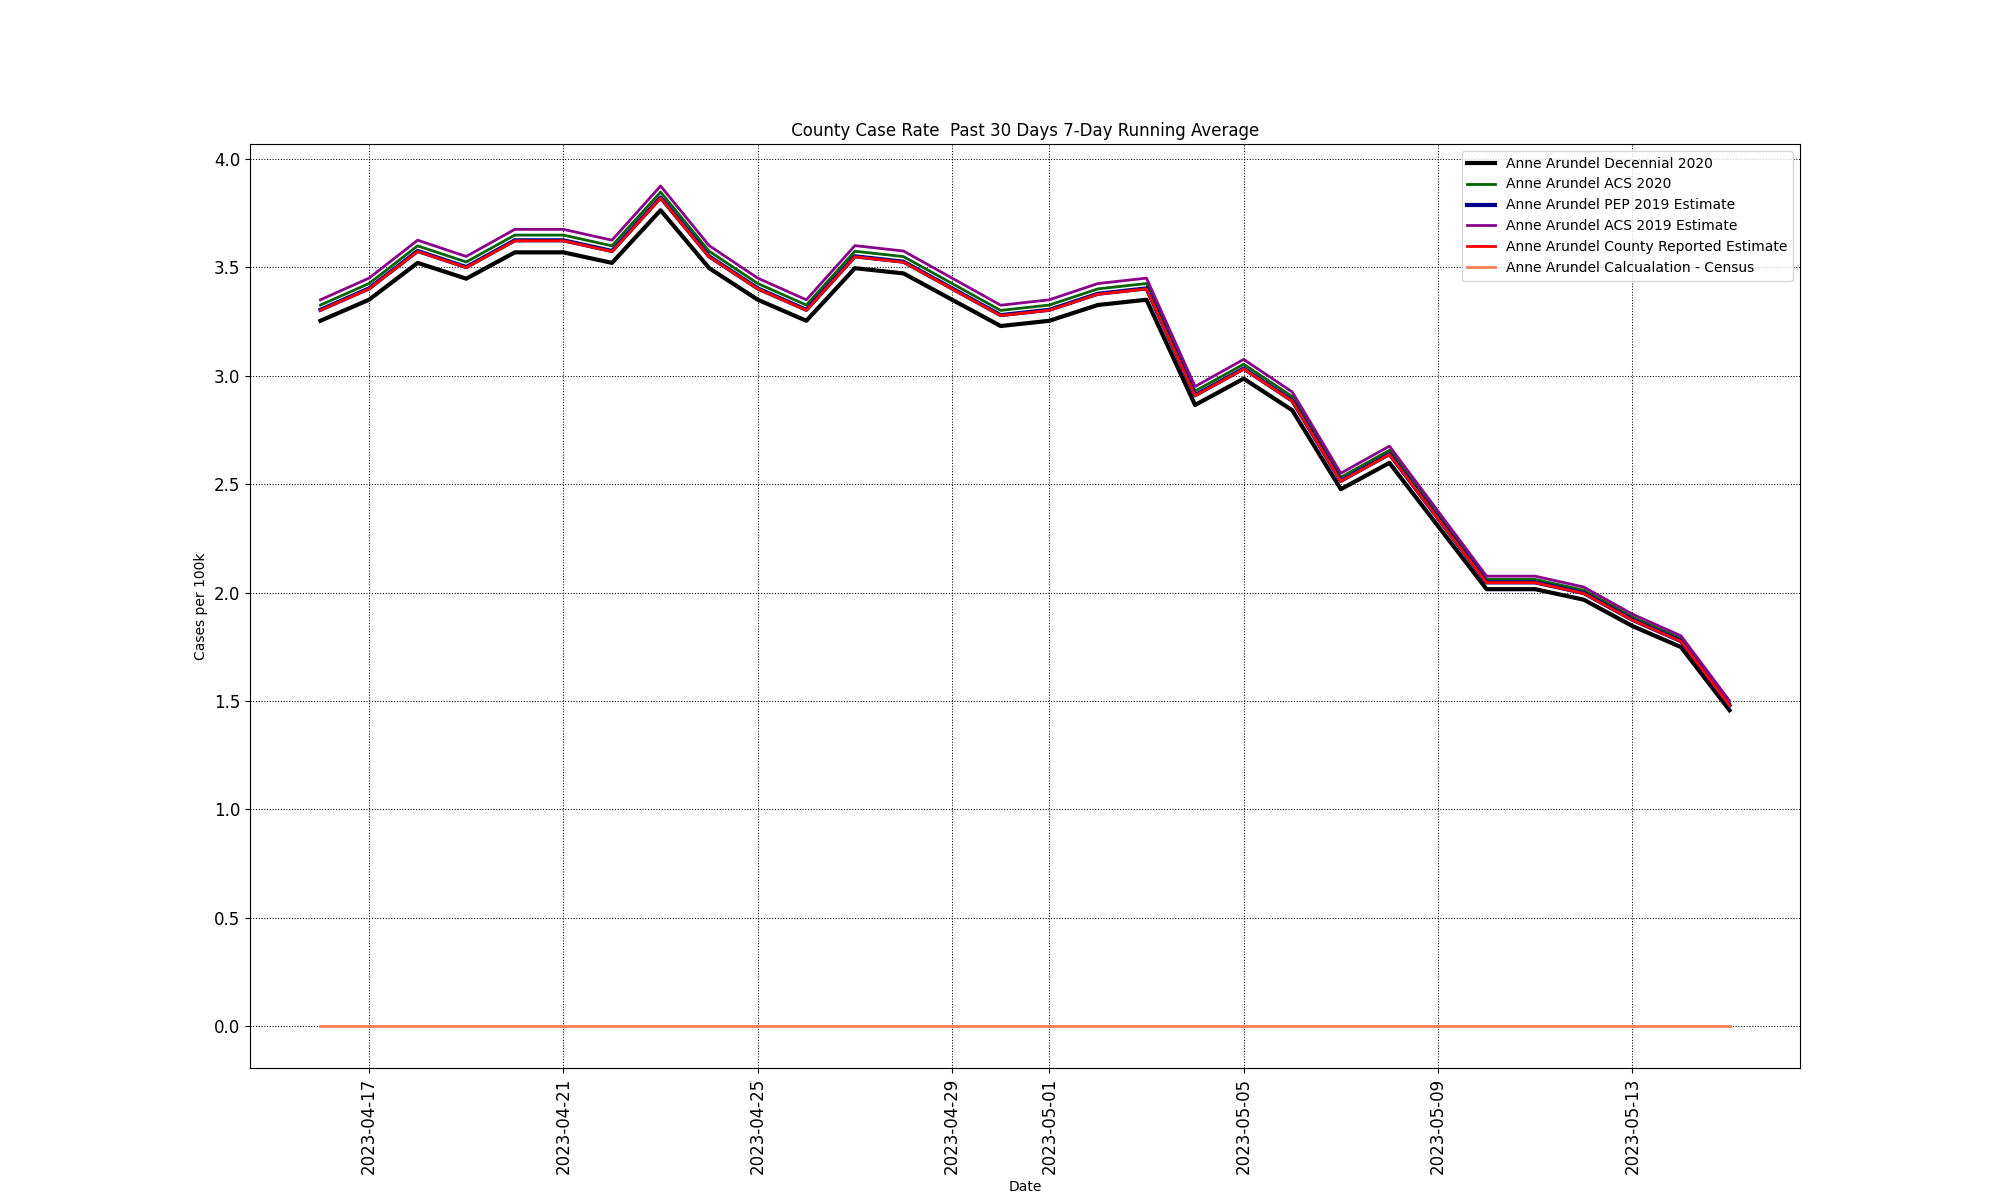 County Case Rate  Past 30 Days 7-Day Running Average
Anne Arundel Decennial 2020
Anne Arundel ACS 2020
Anne Arundel PEP 2019 Estimate
Anne Arundel ACS 2019 Estimate
Anne Arundel County Reported Estimate
Anne Arundel Calcualation - Census
Cases per 100k
4.0
3.5
3.0
2.5
2.0
1.5
1.0
0.5
0.0
2023-04-17
2023-04-21
2023-04-25
2023-04-29
2023-05-01
2023-05-05
2023-05-09
2023-05-13
Date